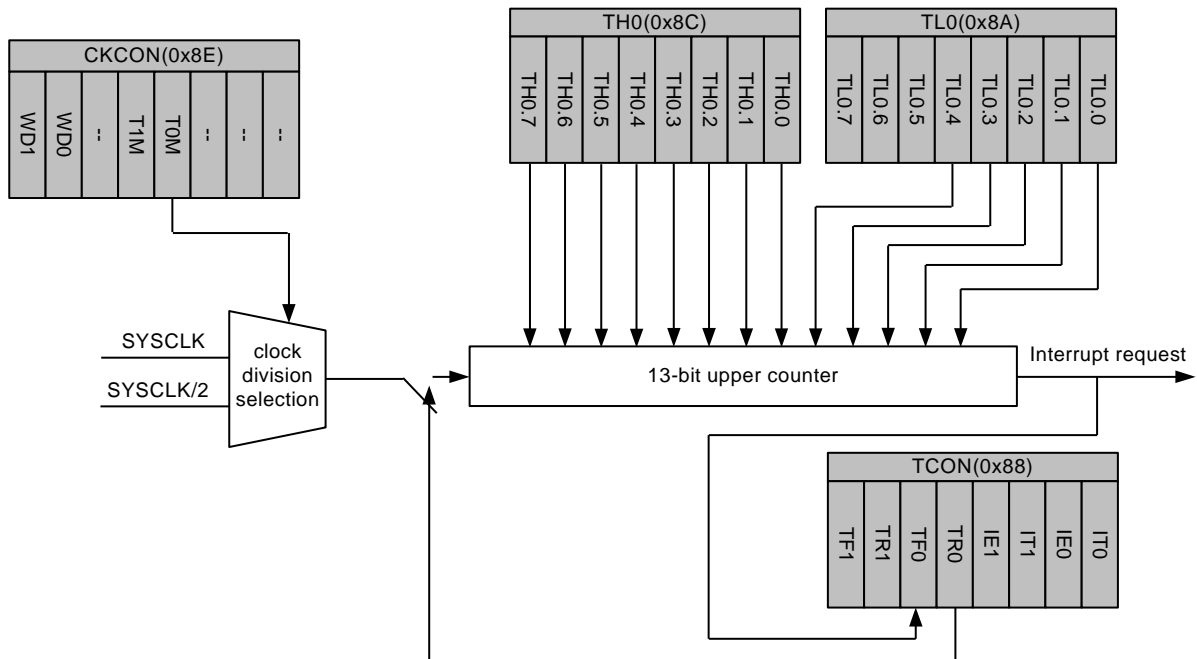 CKCON(0x8E)
WD1
WD0
--
T1M
T0M
--
--
--
TH0(0x8C)
TH0.7
TH0.6
TH0.5
TH0.4
TH0.3
TH0.2
TH0.1
TH0.0
TL0(0x8A)
TL0.7
TL0.6
TL0.5
TL0.4
TL0.3
TL0.2
TL0.1
TL0.0
SYSCLK
SYSCLK/2
clock
division
selection
13-bit upper counter
Interrupt request
TCON(0x88)
TF1
TR1
TF0
TR0
IE1
IT1
IE0
IT0